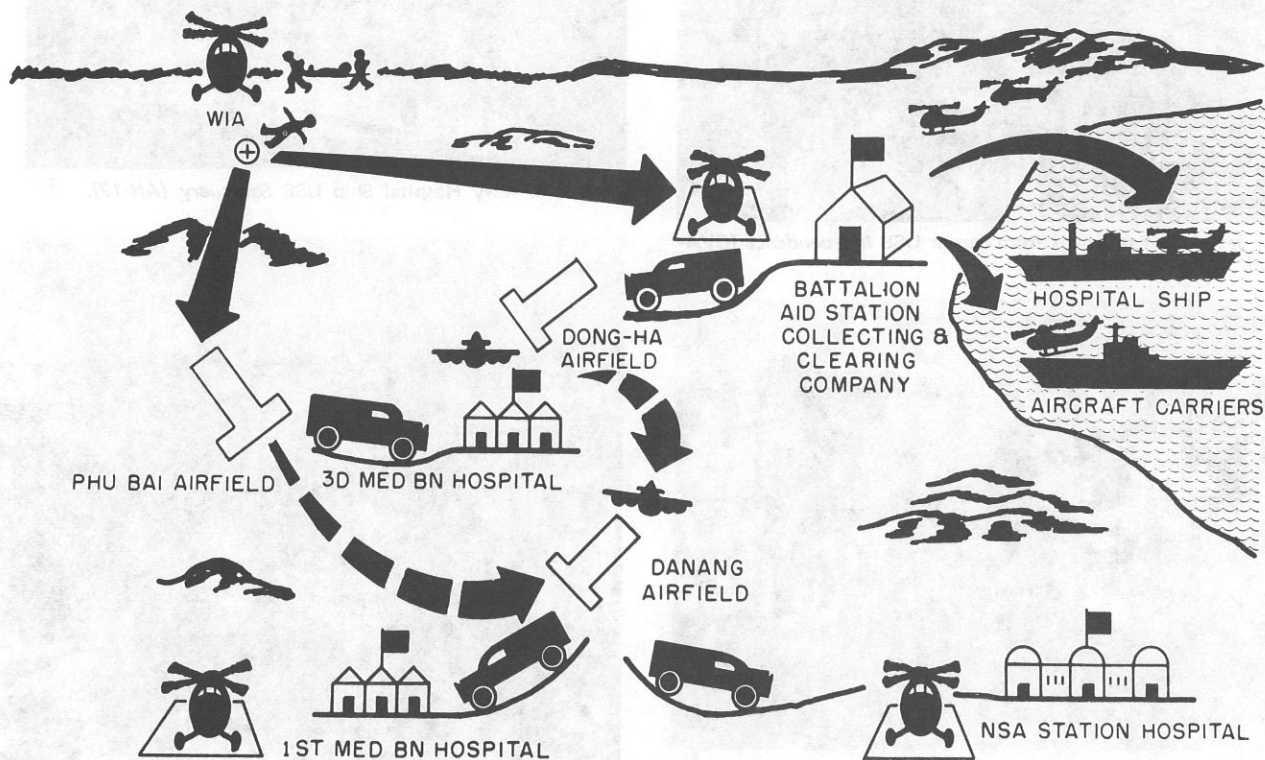 WIA
BATTALION
AID STATION
COLLECTING &
CLEARING
COMPANY
HOSPITAL SHIP
AIRCRAFT CARRIERS
DONG-HA
AIRFIELD
PHU BAI AIRFIELD
3D MED BN HOSPITAL
DANANG
AIRFIELD
1ST MED BN HOSPITAL
NSA STATION HOSPITAL